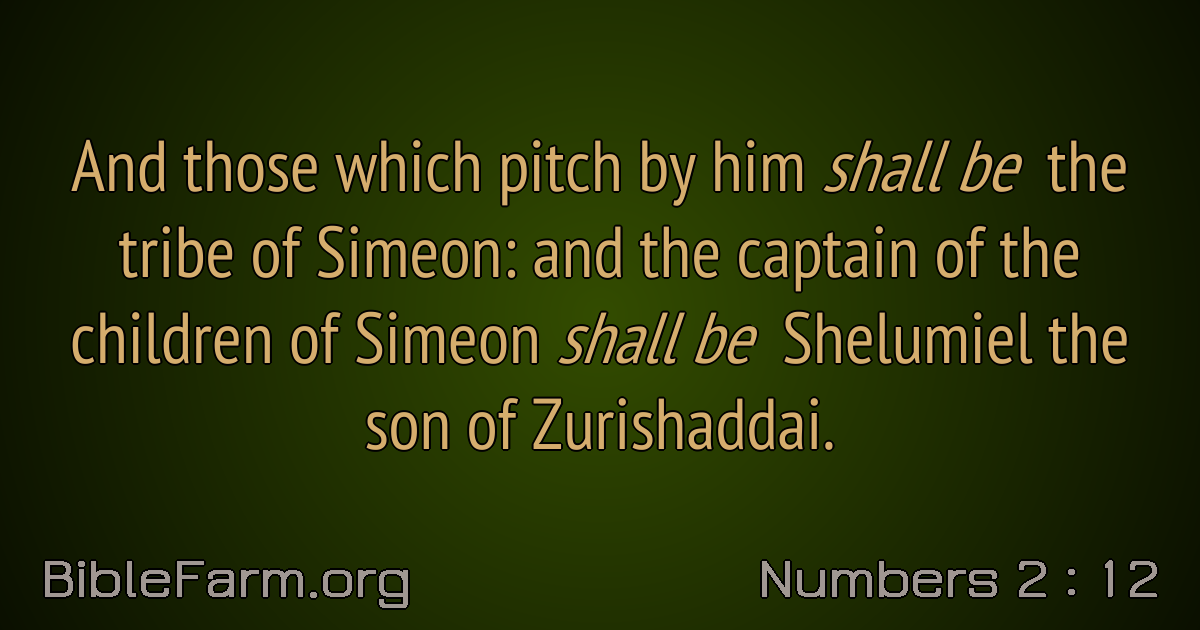 And those which pitch by him shall be the
tribe of Simeon: and the captain of the
children of Simeon shall be Shelumiel the
son of Zurishaddai.
BibleFarm.org
Numbers 2 : 12